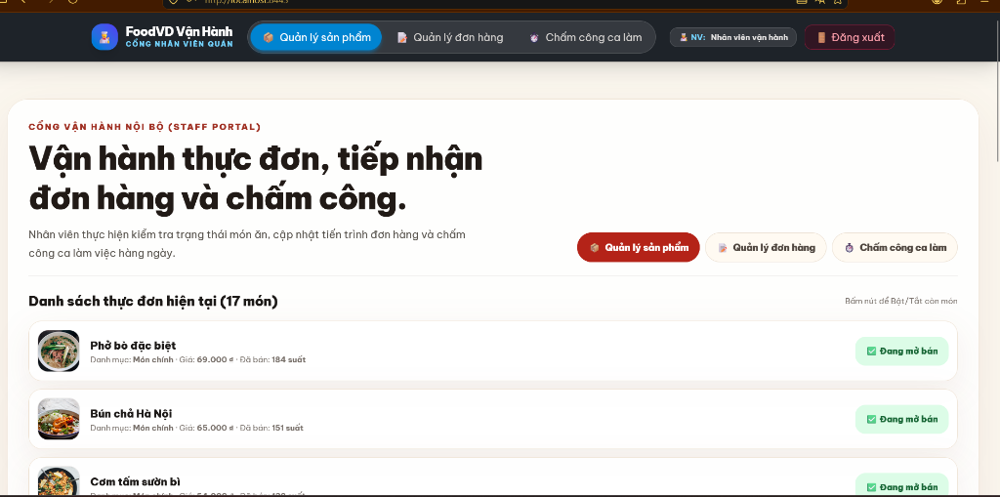 http://localhost:8443
FoodVD Vận Hành
CỔNG NHÂN VIÊN QUÁN
Quản lý sản phẩm
Quản lý đơn hàng
Chấm công ca làm
NV: Nhân viên vận hành
Đăng xuất
CỔNG VẬN HÀNH NỘI BỘ (STAFF PORTAL)
Vận hành thực đơn, tiếp nhận
đơn hàng và chấm công.
Nhân viên thực hiện kiểm tra trạng thái món ăn, cập nhật tiến trình đơn hàng và chấm
công ca làm việc hàng ngày.
Quản lý sản phẩm
Quản lý đơn hàng
Chấm công ca làm
Danh sách thực đơn hiện tại (17 món)
Bấm nút để Bật/Tắt còn món
Phở bò đặc biệt
Danh mục: Món chính · Giá: 69.000 đ · Đã bán: 184 suất
Đang mở bán
Bún chả Hà Nội
Danh mục: Món chính · Giá: 65.000 đ · Đã bán: 151 suất
Đang mở bán
Cơm tấm sườn bì
Đang mở bán